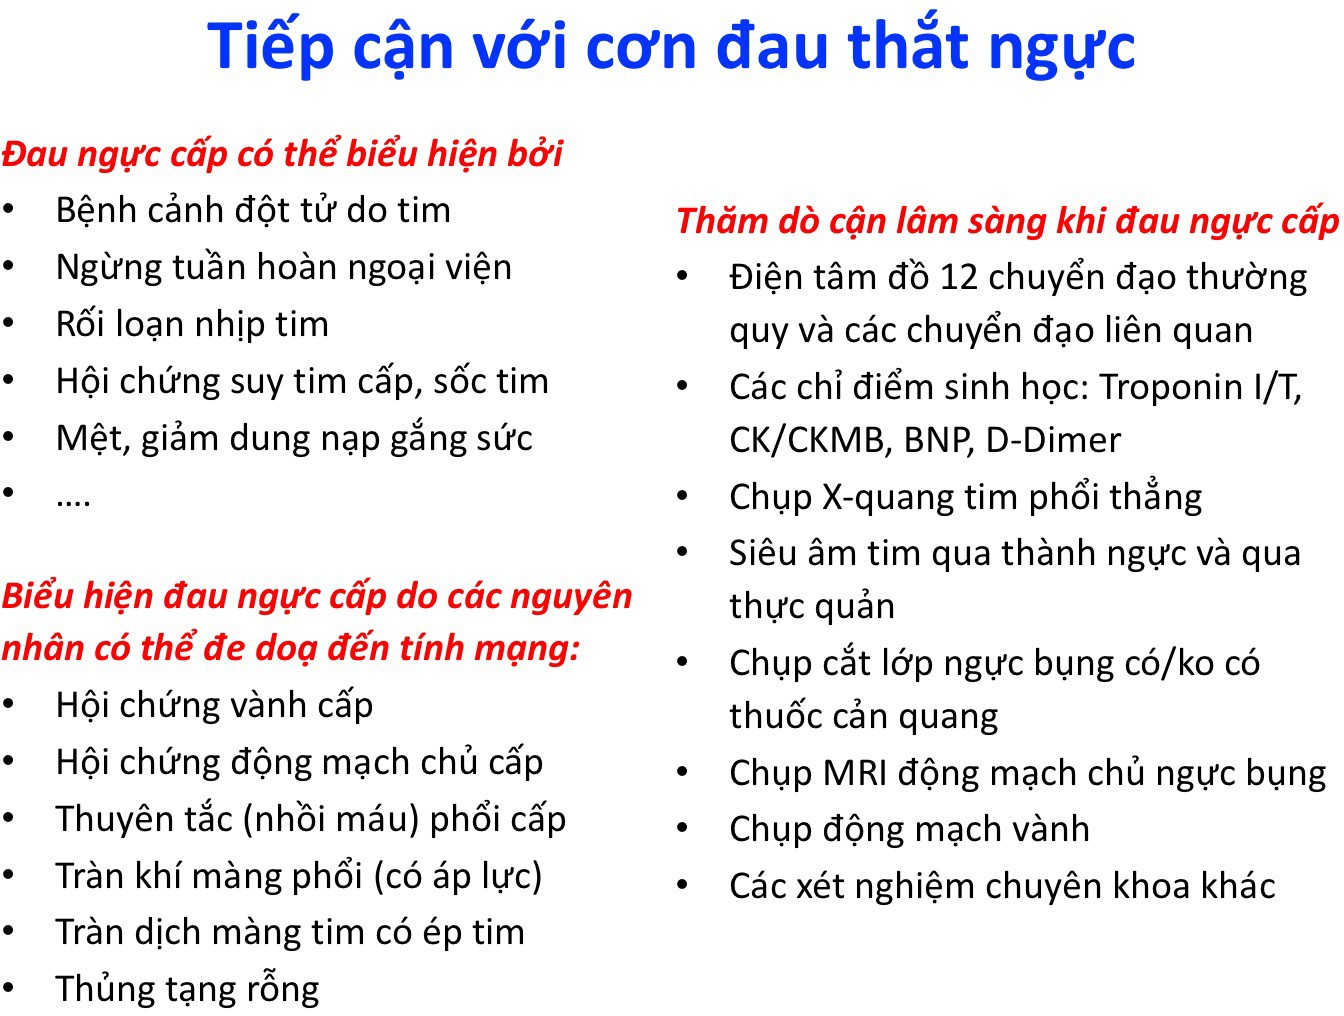 Tiếp cận với cơn đau thắt ngực
Đau ngực cấp có thể biểu hiện bởi
• Bệnh cảnh đột tử do tim
• Ngừng tuần hoàn ngoại viện
• Rối loạn nhịp tim
• Hội chứng suy tim cấp, sốc tim
• Mệt, giảm dung nạp gắng sức
• ....
Biểu hiện đau ngực cấp do các nguyên
nhân có thể đe doạ đến tính mạng:
• Hội chứng vành cấp
• Hội chứng động mạch chủ cấp
• Thuyên tắc (nhồi máu) phổi cấp
• Tràn khí màng phổi (có áp lực)
• Tràn dịch màng tim có ép tim
• Thủng tạng rỗng
Thăm dò cận lâm sàng khi đau ngực cấp
• Điện tâm đồ 12 chuyển đạo thường
quy và các chuyển đạo liên quan
• Các chỉ điểm sinh học: Troponin I/T,
CK/CKMB, BNP, D-Dimer
• Chụp X-quang tim phổi thẳng
• Siêu âm tim qua thành ngực và qua
thực quản
• Chụp cắt lớp ngực bụng có/ko có
thuốc cản quang
• Chụp MRI động mạch chủ ngực bụng
• Chụp động mạch vành
• Các xét nghiệm chuyên khoa khác